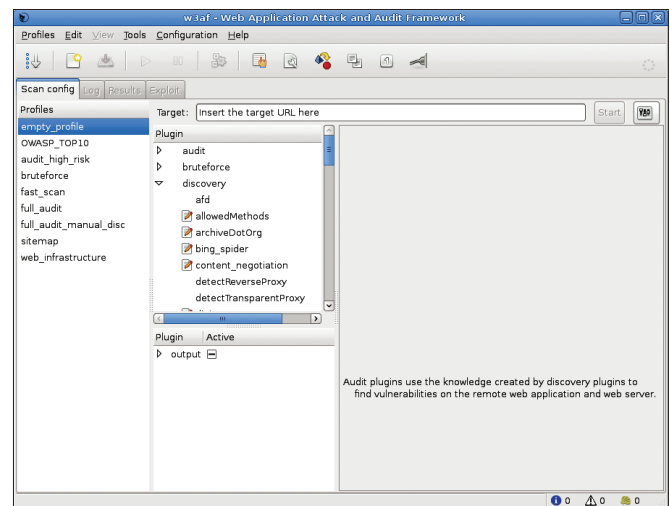 w3af - Web Application Attack and Audit Framework
Profiles Edit View Tools Configuration Help
Scan config Log Results Exploit
Profiles
empty_profile
OWASP_TOP10
audit_high_risk
bruteforce
fast_scan
full_audit
full_audit_manual_disc
sitemap
web_infrastructure
Target: Insert the target URL here Start
Plugin
audit
bruteforce
discovery
afd
allowedMethods
archiveDotOrg
bing_spider
content_negotiation
detectReverseProxy
detectTransparentProxy
Plugin Active
output
Audit plugins use the knowledge created by discovery plugins to
find vulnerabilities on the remote web application and web server.
0 0 0